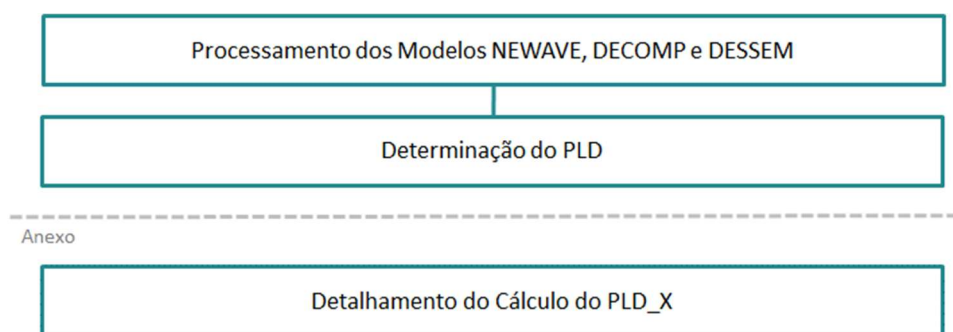 Processamento dos Modelos NEWAVE, DECOMP e DESSEM
Determinação do PLD
Anexo
Detalhamento do Cálculo do PLD_X